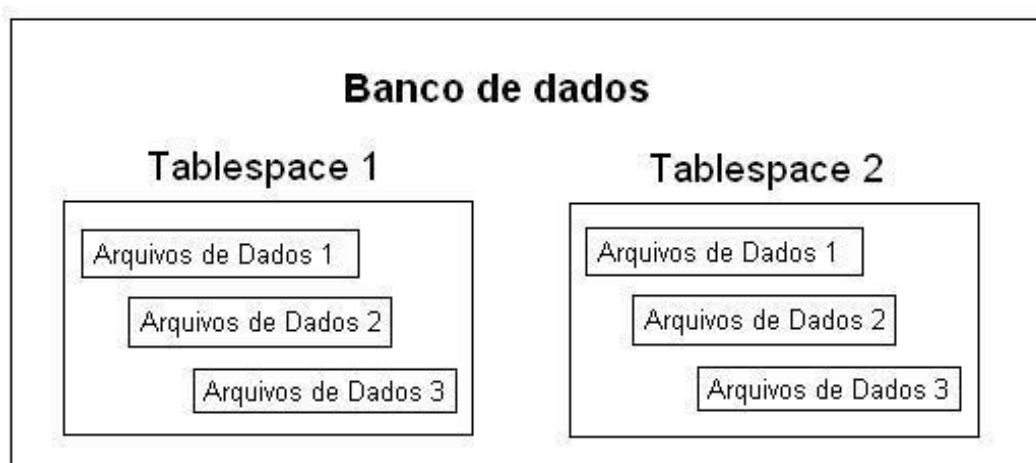 Banco de dados
Tablespace 1
Arquivos de Dados 1
Arquivos de Dados 2
Arquivos de Dados 3
Tablespace 2
Arquivos de Dados 1
Arquivos de Dados 2
Arquivos de Dados 3